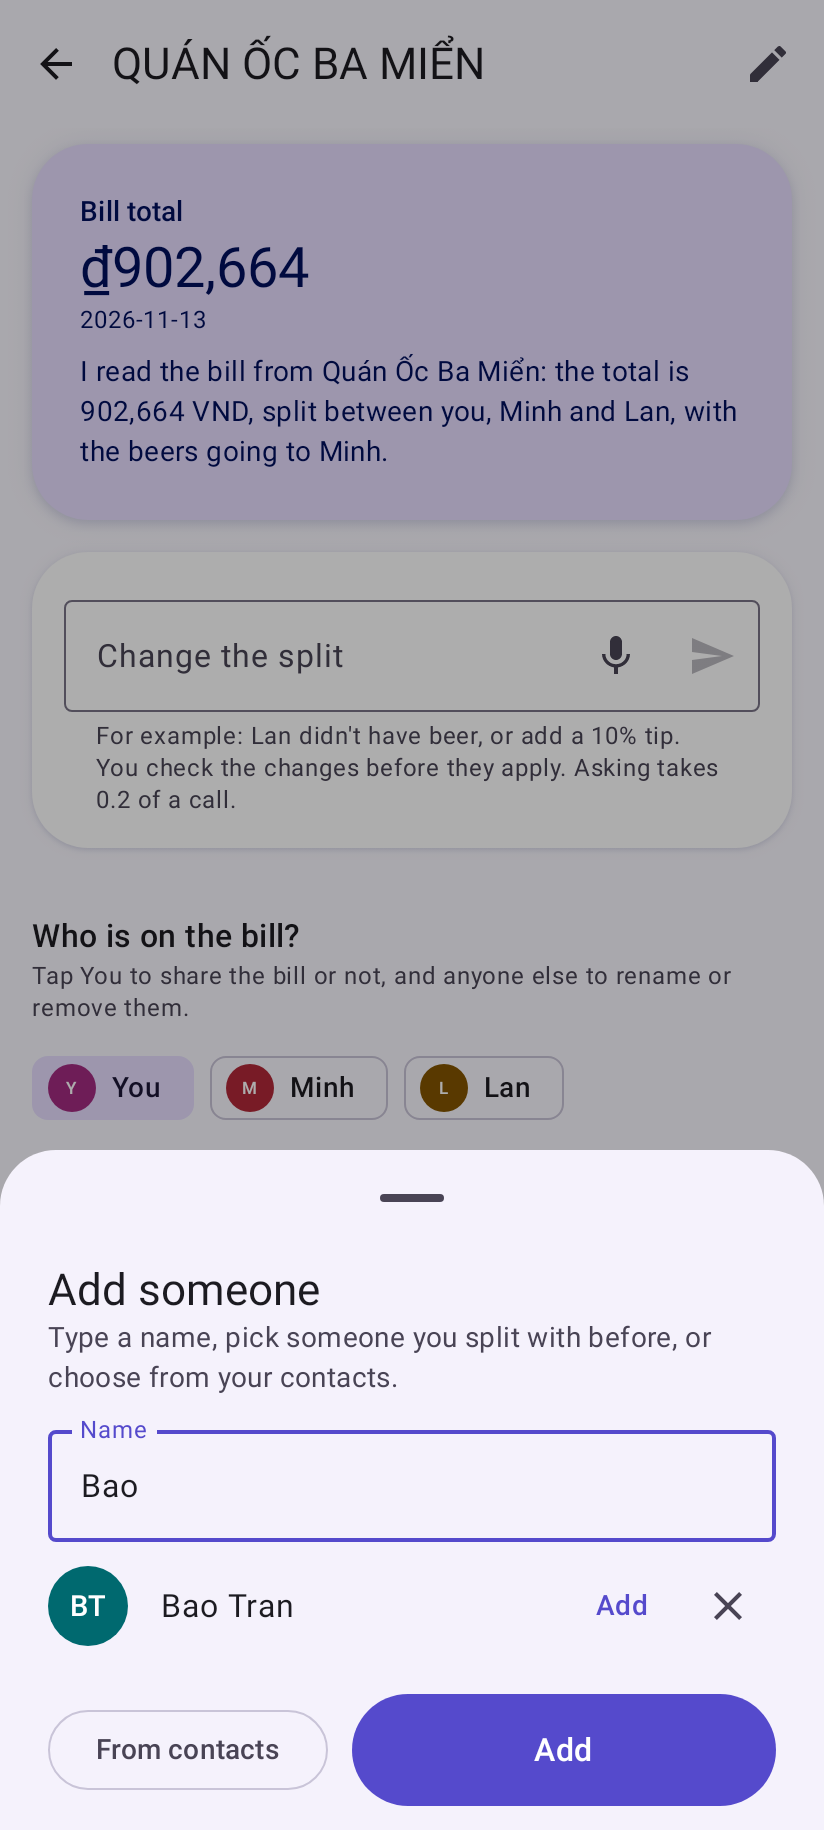 QUÁN ỐC BA MIỂN
Bill total
₫902,664
2026-11-13
I read the bill from Quán Ốc Ba Miển: the total is
902,664 VND, split between you, Minh and Lan, with
the beers going to Minh.
Change the split
For example: Lan didn't have beer, or add a 10% tip.
You check the changes before they apply. Asking takes
0.2 of a call.
Who is on the bill?
Tap You to share the bill or not, and anyone else to rename or
remove them.
Y You M Minh L Lan
Add someone
Type a name, pick someone you split with before, or
choose from your contacts.
Name
Bao
BT Bao Tran Add
From contacts Add